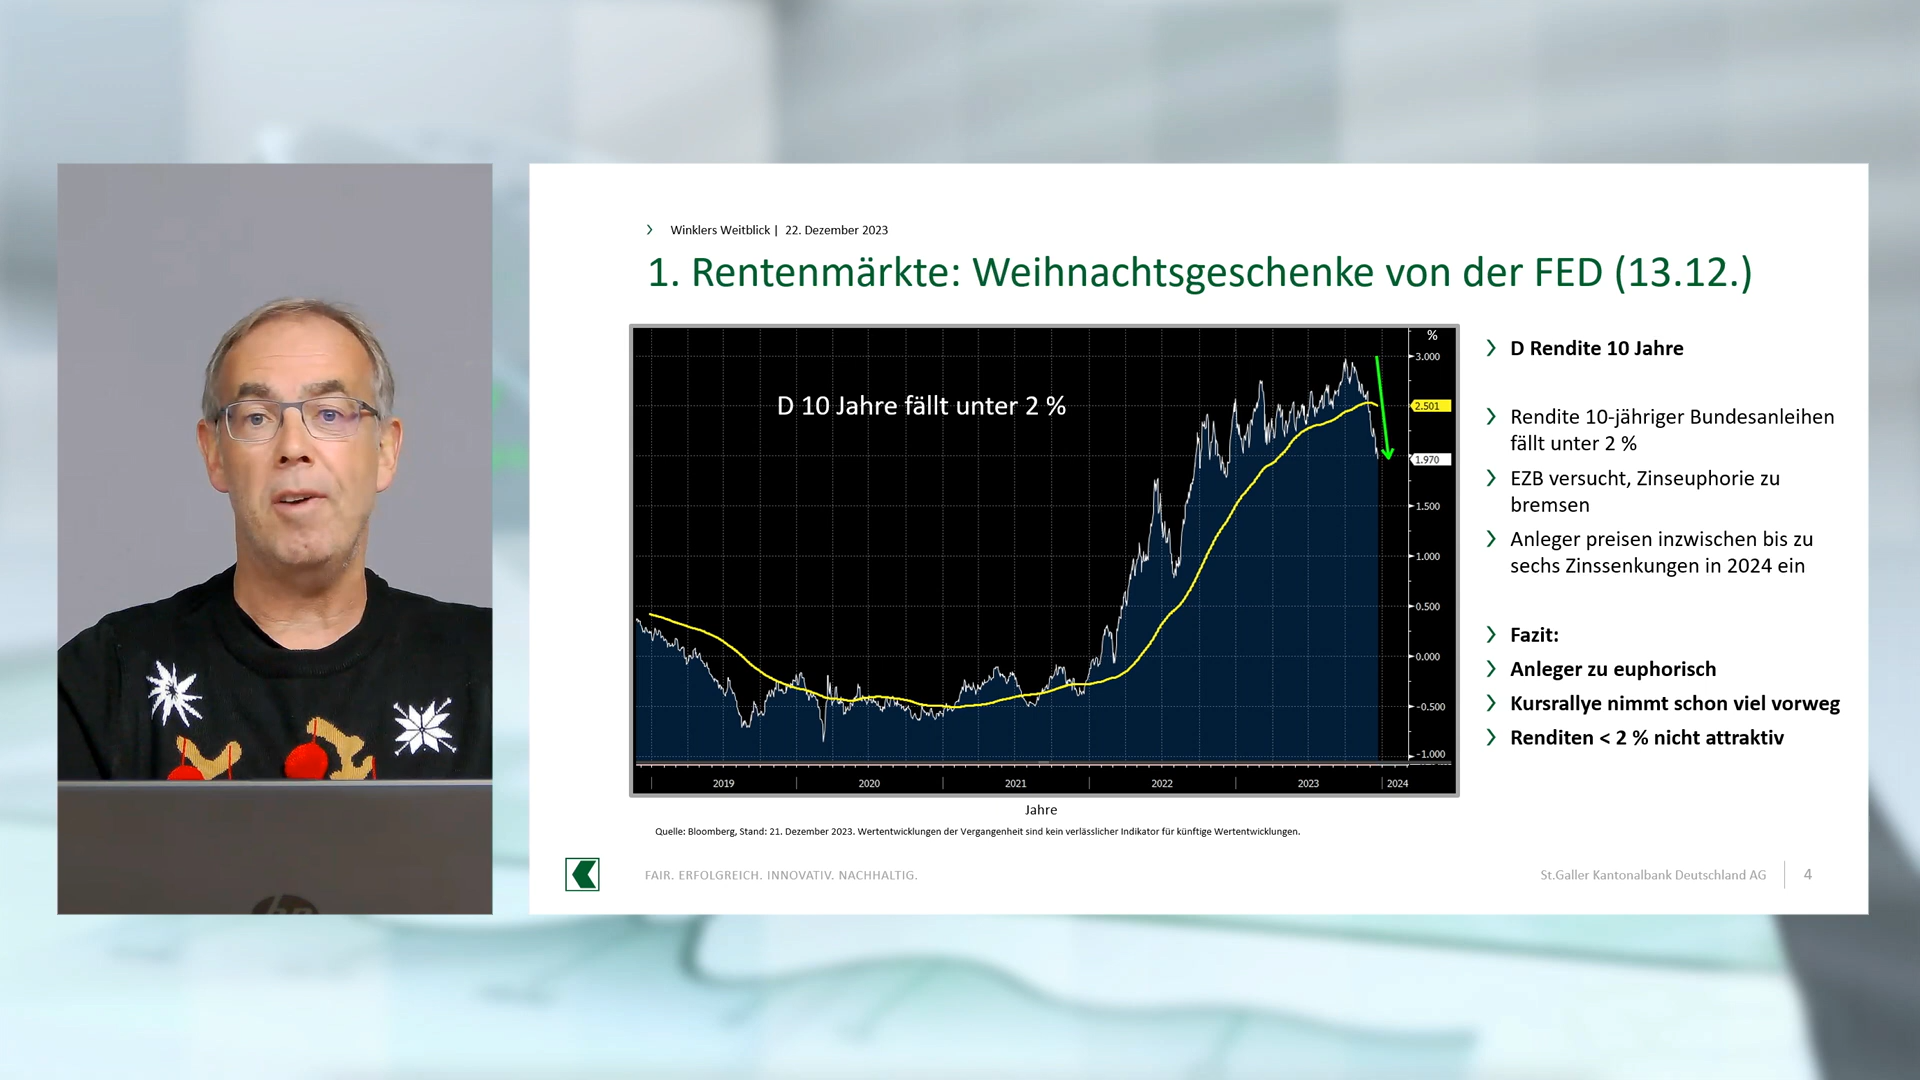 Winklers Weitblick | 22. Dezember 2023
1. Rentenmärkte: Weihnachtsgeschenke von der FED (13.12.)
D 10 Jahre fällt unter 2 %
%
3.000
2.501
1.970
1.500
1.000
0.500
0.000
-0.500
-1.000
2019 2020 2021 2022 2023 2024
Jahre
Quelle: Bloomberg, Stand: 21. Dezember 2023. Wertentwicklungen der Vergangenheit sind kein verlässlicher Indikator für künftige Wertentwicklungen.
D Rendite 10 Jahre
Rendite 10-jähriger Bundesanleihen
fällt unter 2 %
EZB versucht, Zinseuphorie zu
bremsen
Anleger preisen inzwischen bis zu
sechs Zinssenkungen in 2024 ein
Fazit:
Anleger zu euphorisch
Kursrallye nimmt schon viel vorweg
Renditen < 2 % nicht attraktiv
FAIR. ERFOLGREICH. INNOVATIV. NACHHALTIG.
St.Galler Kantonalbank Deutschland AG
4
hp